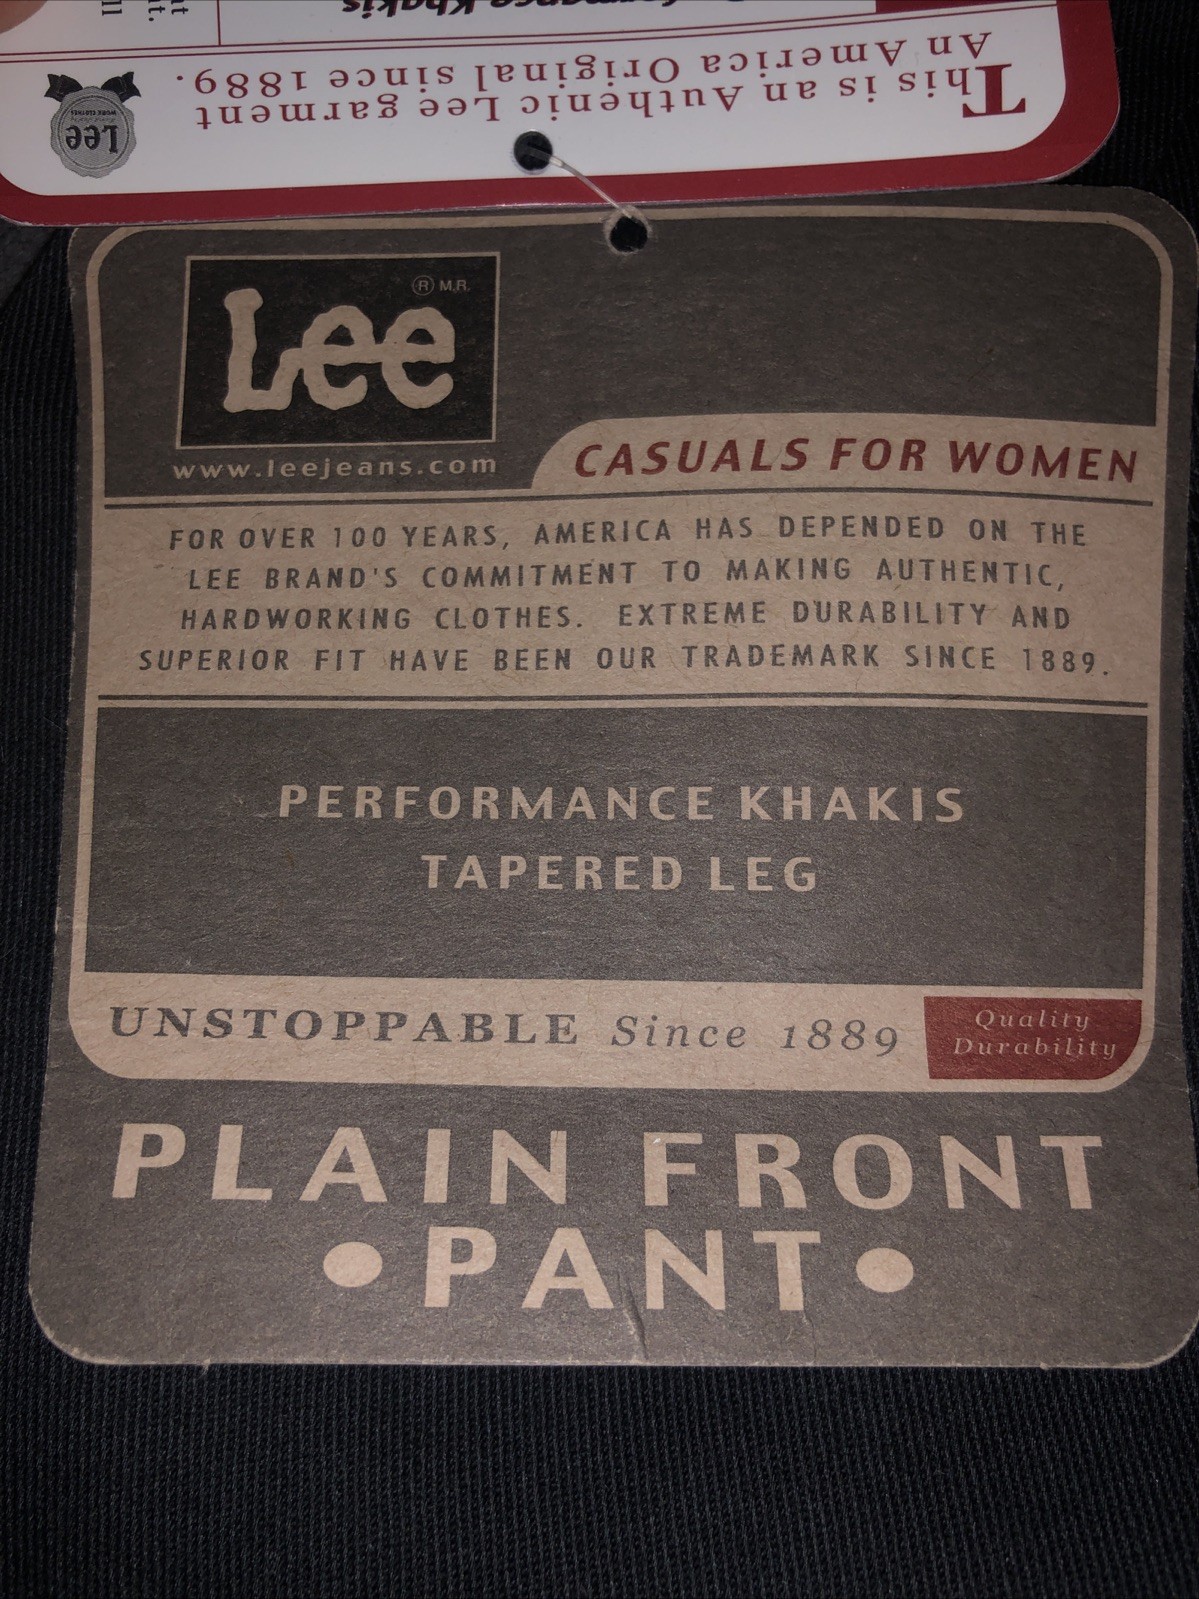 This is an Authenic Lee garment
An America Original since 1889.
Lee
Khakis
Lee
® M.R.
www.leejeans.com
CASUALS FOR WOMEN
FOR OVER 100 YEARS, AMERICA HAS DEPENDED ON THE
LEE BRAND'S COMMITMENT TO MAKING AUTHENTIC,
HARDWORKING CLOTHES. EXTREME DURABILITY AND
SUPERIOR FIT HAVE BEEN OUR TRADEMARK SINCE 1889.
PERFORMANCE KHAKIS
TAPERED LEG
UNSTOPPABLE Since 1889
Quality
Durability
PLAIN FRONT
•PANT•